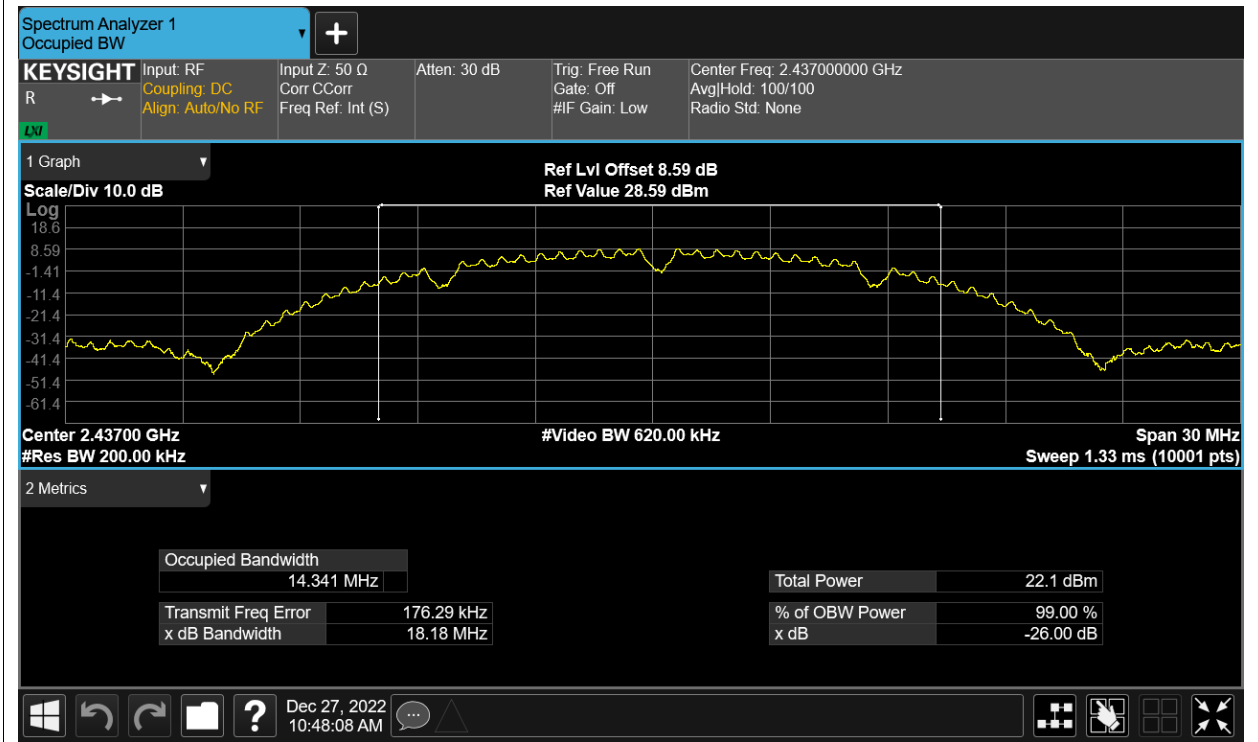 Spectrum Analyzer 1
Occupied BW
KEYSIGHT
R
LXI
Input: RF
Coupling: DC
Align: Auto/No RF
Input Z: 50 Ω
Corr CCorr
Freq Ref: Int (S)
Atten: 30 dB
Trig: Free Run
Gate: Off
#IF Gain: Low
Center Freq: 2.437000000 GHz
Avg|Hold: 100/100
Radio Std: None
1 Graph
Scale/Div 10.0 dB
Ref Lvl Offset 8.59 dB
Ref Value 28.59 dBm
Log
18.6
8.59
-1.41
-11.4
-21.4
-31.4
-41.4
-51.4
-61.4
Center 2.43700 GHz
#Video BW 620.00 kHz
Span 30 MHz
#Res BW 200.00 kHz
Sweep 1.33 ms (10001 pts)
2 Metrics
Occupied Bandwidth
14.341 MHz
Transmit Freq Error 176.29 kHz
x dB Bandwidth 18.18 MHz
Total Power 22.1 dBm
% of OBW Power 99.00 %
x dB -26.00 dB
?
Dec 27, 2022
10:48:08 AM